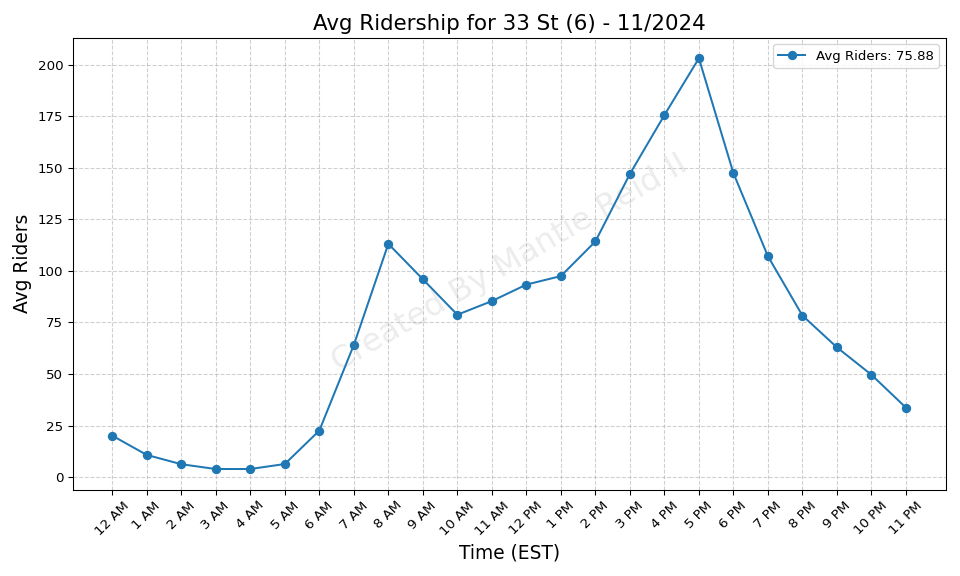 Avg Ridership for 33 St (6) - 11/2024
Avg Riders: 75.88
Avg Riders
200
175
150
125
100
75
50
25
0
Created By Mantle Reid II
12 AM
1 AM
2 AM
3 AM
4 AM
5 AM
6 AM
7 AM
8 AM
9 AM
10 AM
11 AM
12 PM
1 PM
2 PM
3 PM
4 PM
5 PM
6 PM
7 PM
8 PM
9 PM
10 PM
11 PM
Time (EST)